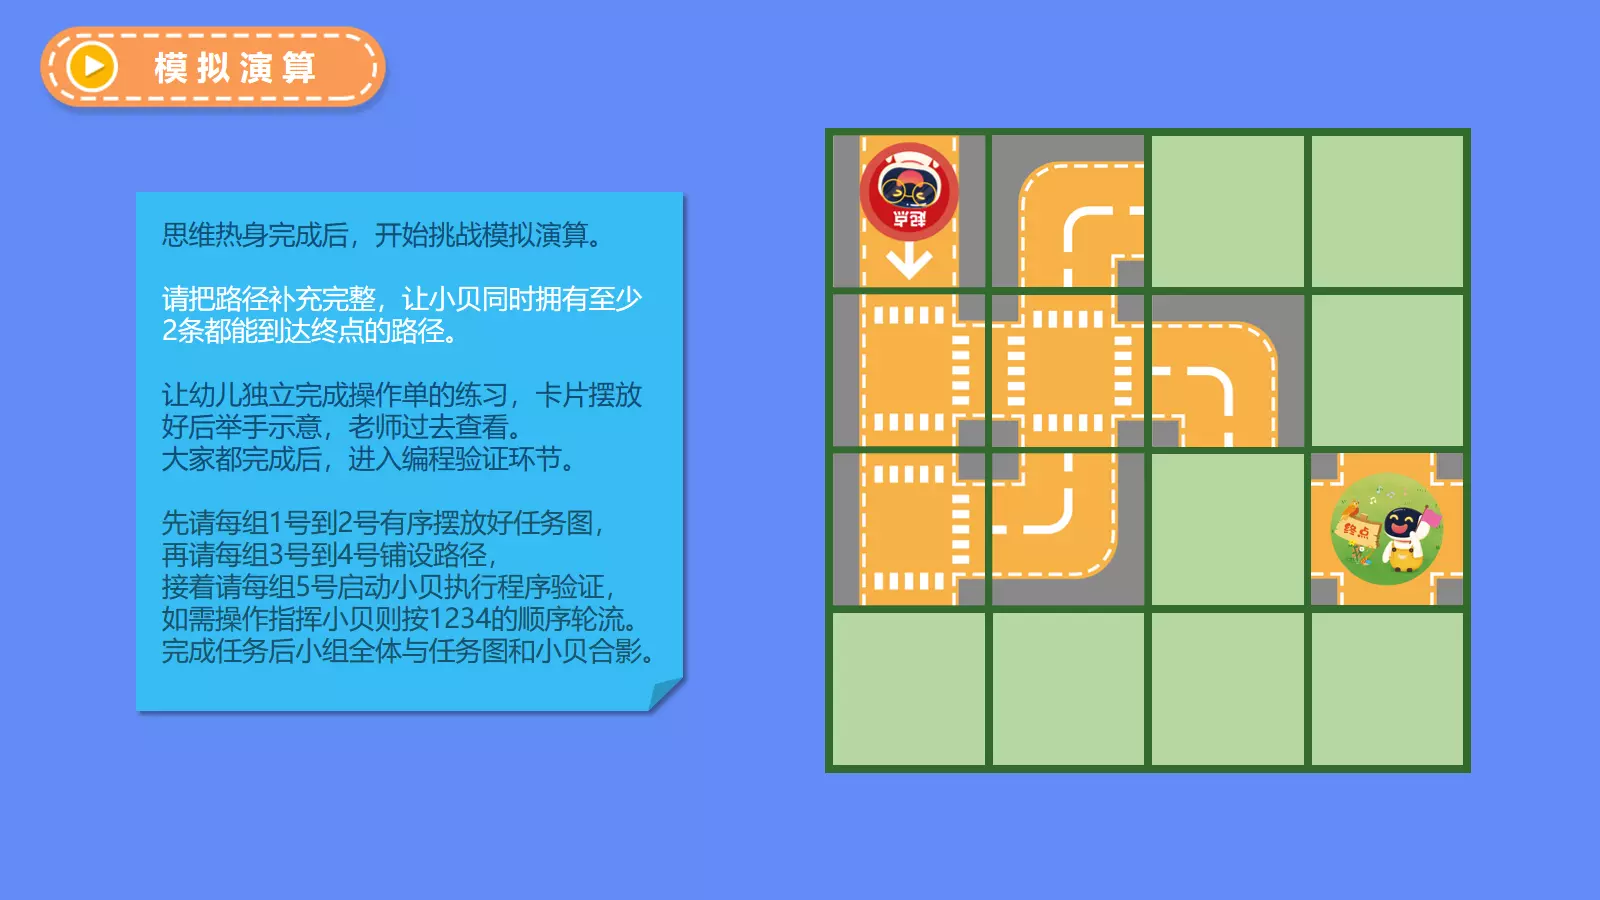 模拟演算
思维热身完成后，开始挑战模拟演算。
请把路径补充完整，让小贝同时拥有至少
2条都能到达终点的路径。
让幼儿独立完成操作单的练习，卡片摆放
好后举手示意，老师过去查看。
大家都完成后，进入编程验证环节。
先请每组1号到2号有序摆放好任务图，
再请每组3号到4号铺设路径，
接着请每组5号启动小贝执行程序验证，
如需操作指挥小贝则按1234的顺序轮流。
完成任务后小组全体与任务图和小贝合影。
起点
终点